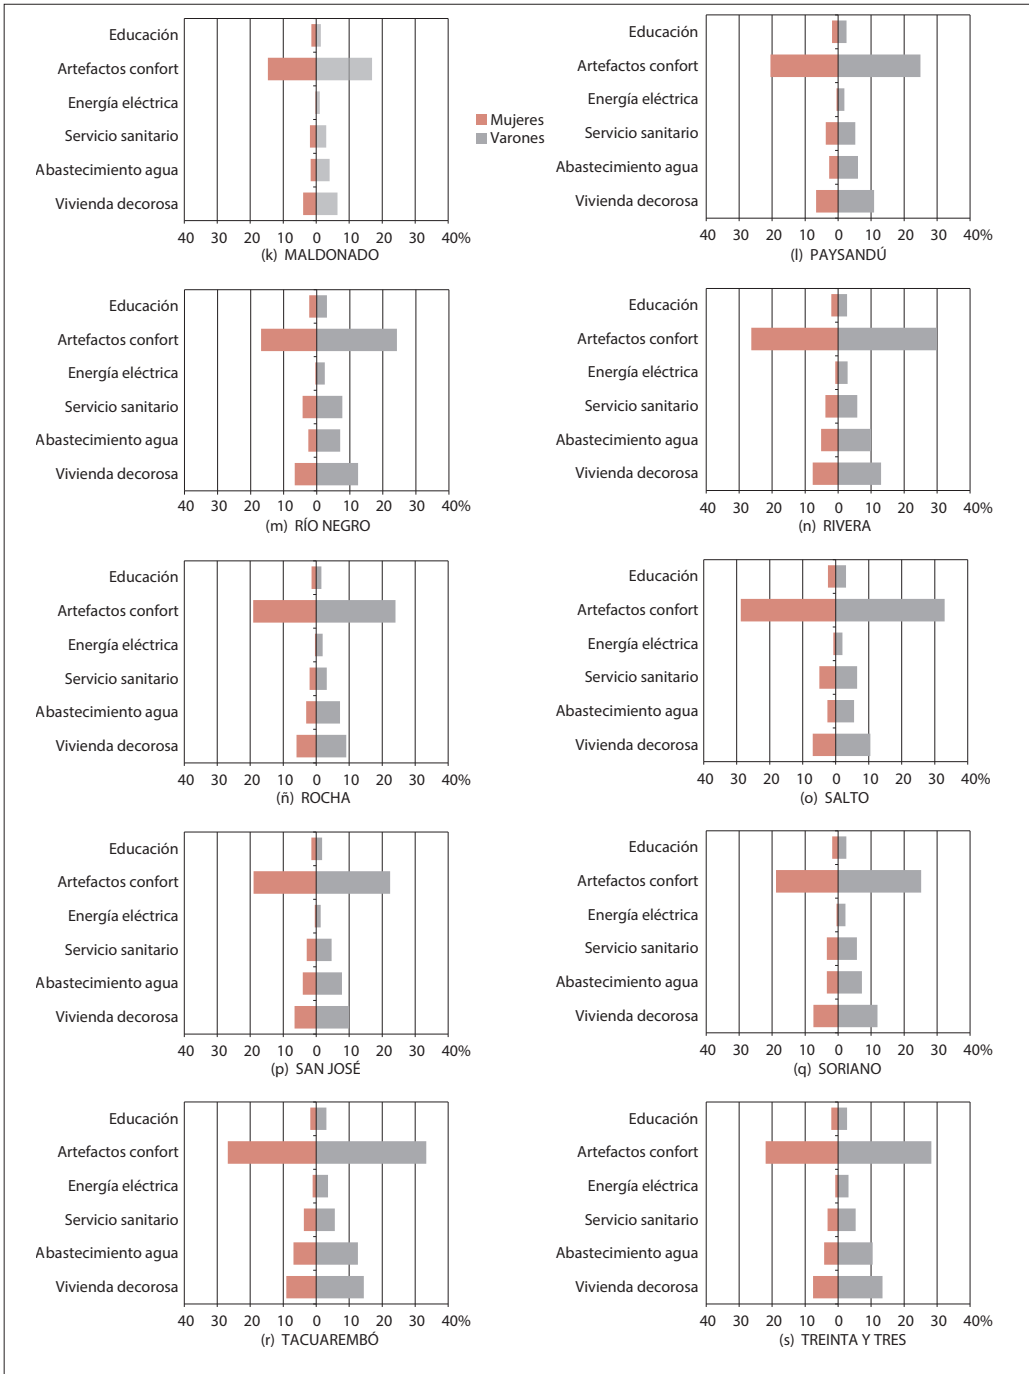 Educación
Artefactos confort
Energía eléctrica
Servicio sanitario
Abastecimiento agua
Vivienda decorosa
40 30 20 10 0 10 20 30 40%
(k) MALDONADO
Mujeres
Varones
Educación
Artefactos confort
Energía eléctrica
Servicio sanitario
Abastecimiento agua
Vivienda decorosa
40 30 20 10 0 10 20 30 40%
(l) PAYSANDÚ
Educación
Artefactos confort
Energía eléctrica
Servicio sanitario
Abastecimiento agua
Vivienda decorosa
40 30 20 10 0 10 20 30 40%
(m) RÍO NEGRO
Educación
Artefactos confort
Energía eléctrica
Servicio sanitario
Abastecimiento agua
Vivienda decorosa
40 30 20 10 0 10 20 30 40%
(n) RIVERA
Educación
Artefactos confort
Energía eléctrica
Servicio sanitario
Abastecimiento agua
Vivienda decorosa
40 30 20 10 0 10 20 30 40%
(ñ) ROCHA
Educación
Artefactos confort
Energía eléctrica
Servicio sanitario
Abastecimiento agua
Vivienda decorosa
40 30 20 10 0 10 20 30 40%
(o) SALTO
Educación
Artefactos confort
Energía eléctrica
Servicio sanitario
Abastecimiento agua
Vivienda decorosa
40 30 20 10 0 10 20 30 40%
(p) SAN JOSÉ
Educación
Artefactos confort
Energía eléctrica
Servicio sanitario
Abastecimiento agua
Vivienda decorosa
40 30 20 10 0 10 20 30 40%
(q) SORIANO
Educación
Artefactos confort
Energía eléctrica
Servicio sanitario
Abastecimiento agua
Vivienda decorosa
40 30 20 10 0 10 20 30 40%
(r) TACUAREMBÓ
Educación
Artefactos confort
Energía eléctrica
Servicio sanitario
Abastecimiento agua
Vivienda decorosa
40 30 20 10 0 10 20 30 40%
(s) TREINTA Y TRES